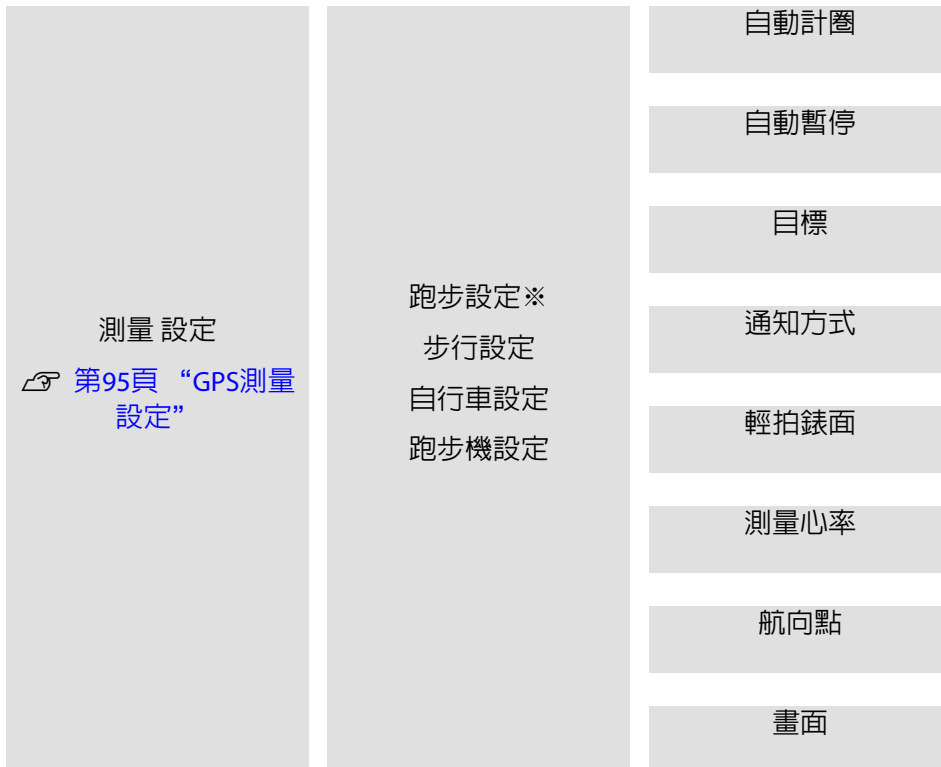 測量 設定
☞ 第95頁 “GPS測量
設定”
跑步設定※
步行設定
自行車設定
跑步機設定
自動計圈
自動暫停
目標
通知方式
輕拍錶面
測量心率
航向點
畫面